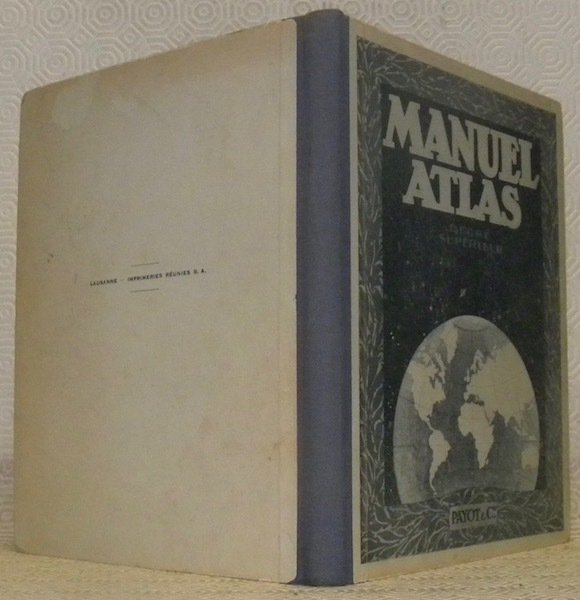 MANUEL
ATLAS
DEGRÉ
SUPÉRIEUR
PAYOT & Cie
LAUSANNE — IMPRIMERIES RÉUNIES S. A.